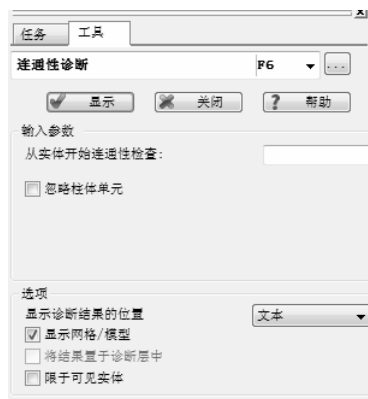 任务 工具
连通性诊断 F6 ...
显示 关闭 ? 帮助
输入参数
从实体开始连通性检查:
忽略柱体单元
选项
显示诊断结果的位置 文本
显示网格/模型
将结果置于诊断层中
限于可见实体